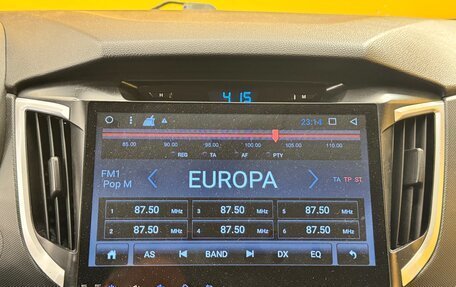 H 4:15 M
23:14
85.00 90.00 95.00 100.00 105.00 110.00
REG TA AF PTY
FM1
Pop M
EUROPA
TA TP ST
1 87.50 MHz 3 87.50 MHz 5 87.50 MHz
2 87.50 MHz 4 87.50 MHz 6 87.50 MHz
AS BAND DX EQ